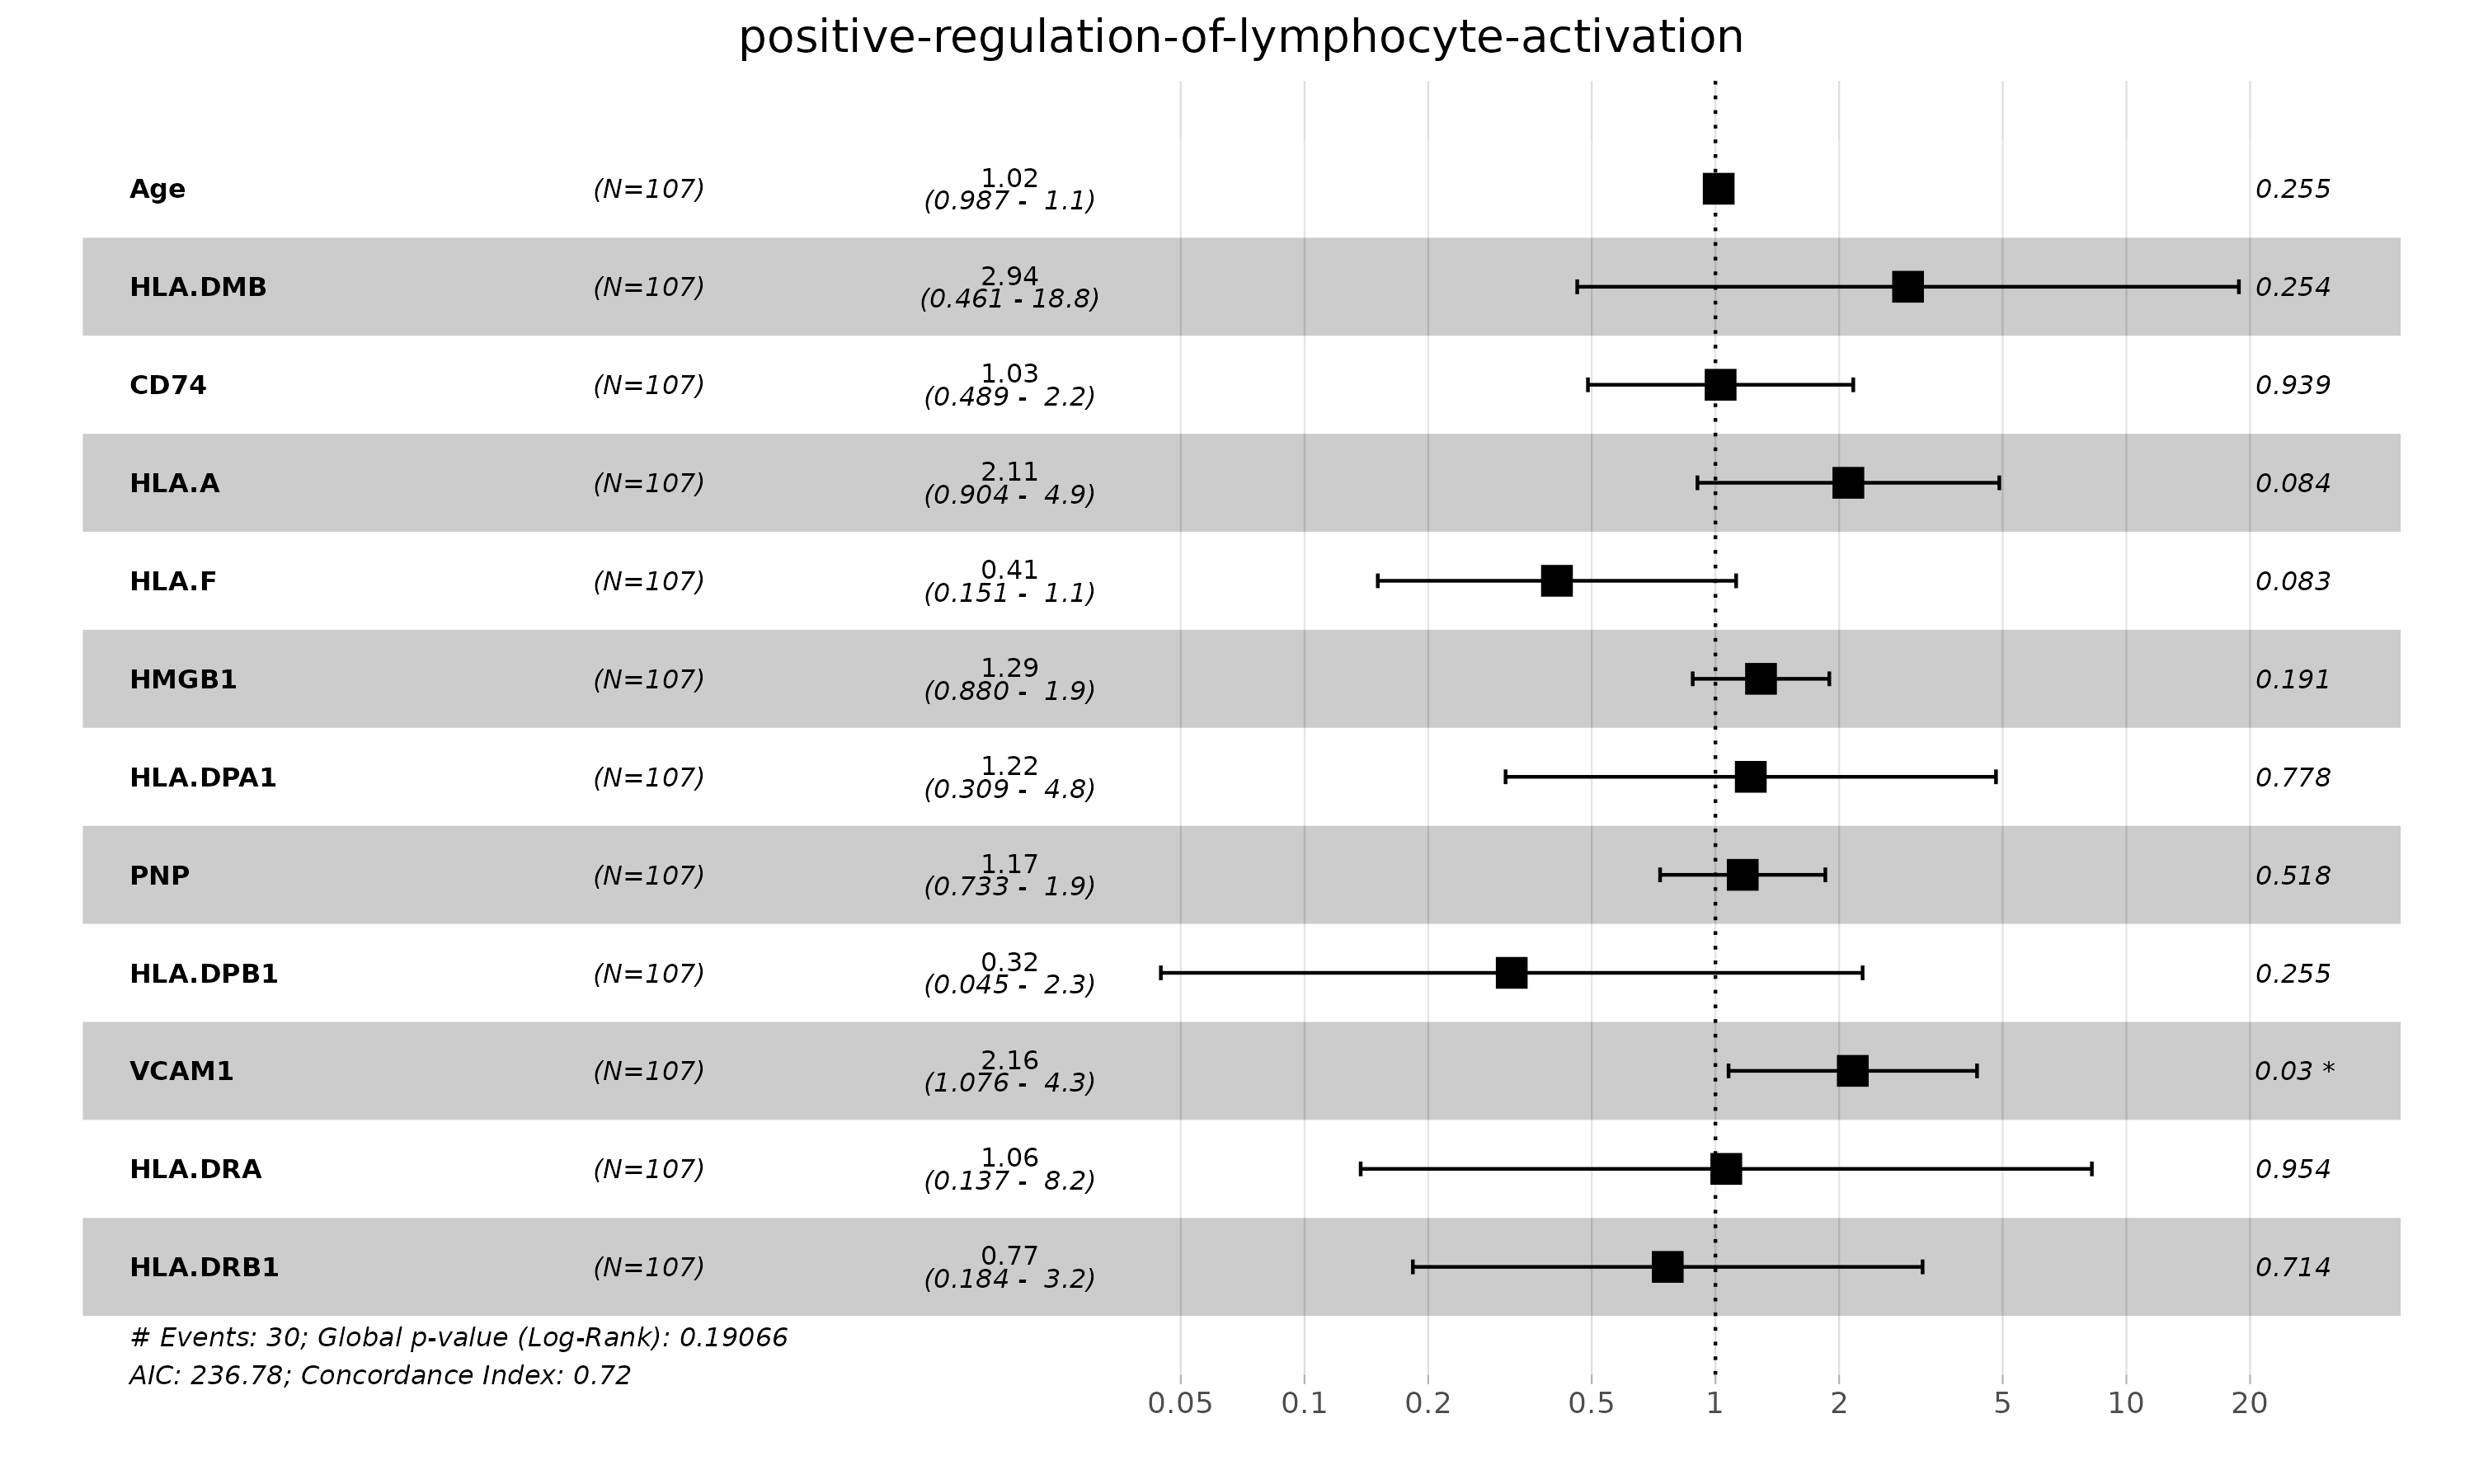 positive-regulation-of-lymphocyte-activation
Age (N=107) 1.02 (0.987 - 1.1) 0.255
HLA.DMB (N=107) 2.94 (0.461 - 18.8) 0.254
CD74 (N=107) 1.03 (0.489 - 2.2) 0.939
HLA.A (N=107) 2.11 (0.904 - 4.9) 0.084
HLA.F (N=107) 0.41 (0.151 - 1.1) 0.083
HMGB1 (N=107) 1.29 (0.880 - 1.9) 0.191
HLA.DPA1 (N=107) 1.22 (0.309 - 4.8) 0.778
PNP (N=107) 1.17 (0.733 - 1.9) 0.518
HLA.DPB1 (N=107) 0.32 (0.045 - 2.3) 0.255
VCAM1 (N=107) 2.16 (1.076 - 4.3) 0.03 *
HLA.DRA (N=107) 1.06 (0.137 - 8.2) 0.954
HLA.DRB1 (N=107) 0.77 (0.184 - 3.2) 0.714
# Events: 30; Global p-value (Log-Rank): 0.19066
AIC: 236.78; Concordance Index: 0.72
0.05 0.1 0.2 0.5 1 2 5 10 20